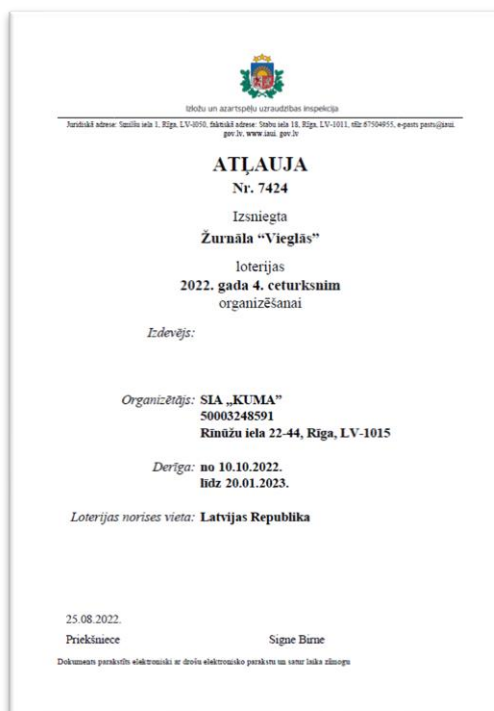 Izložu un azartspēļu uzraudzības inspekcija
Juridiskā adrese: Smilšu iela 1, Rīga, LV-1050, faktiskā adrese: Stabu iela 18, Rīga, LV-1011, tālr. 67504955, e-pasts pasts@iaui.
gov.lv, www.iaui.gov.lv
ATĻAUJA
Nr. 7424
Izsniegta
Žurnāla “Vieglās”
loterijas
2022. gada 4. ceturksnim
organizēšanai
Izdevējs:
Organizētājs: SIA „KUMA”
50003248591
Rīnūžu iela 22-44, Rīga, LV-1015
Derīga: no 10.10.2022.
līdz 20.01.2023.
Loterijas norises vieta: Latvijas Republika
25.08.2022.
Priekšniece Signe Birne
Dokuments parakstīts elektroniski ar drošu elektronisko parakstu un satur laika zīmogu